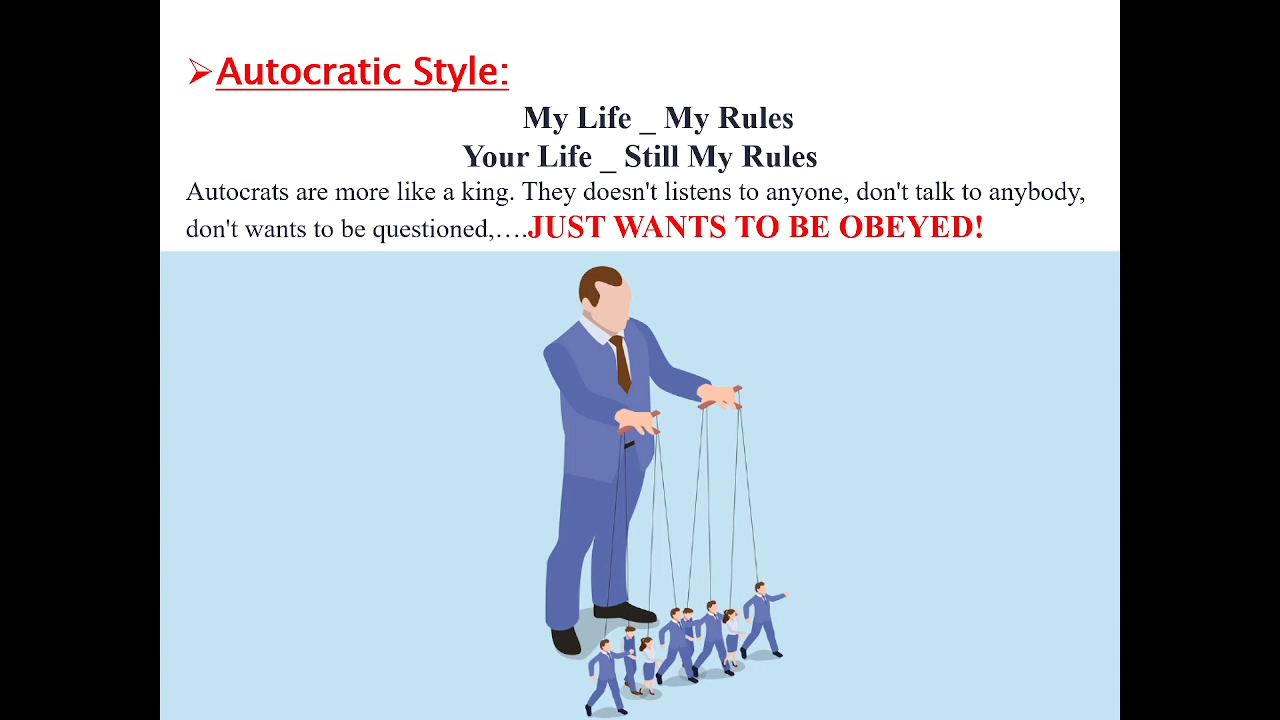 ➢Autocratic Style:
My Life _ My Rules
Your Life _ Still My Rules
Autocrats are more like a king. They doesn't listens to anyone, don't talk to anybody,
don't wants to be questioned,….JUST WANTS TO BE OBEYED!